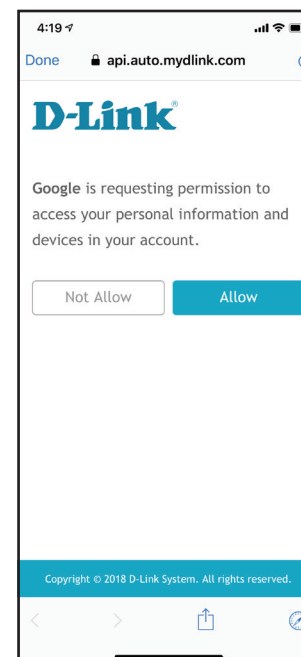 4:19
Done api.auto.mydlink.com
D-Link®
Google is requesting permission to
access your personal information and
devices in your account.
Not Allow Allow
Copyright © 2018 D-Link System. All rights reserved.